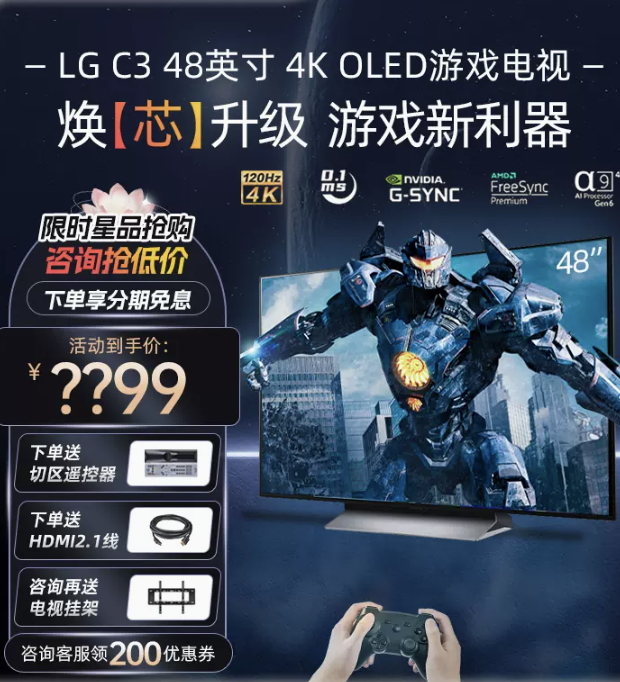 — LG C3 48英寸 4K OLED游戏电视 —
焕【芯】升级 游戏新利器
120Hz
4K
0.1
ms
NVIDIA.
G-SYNC
AMD
FreeSync
Premium
α9
4
AI Processor
Gen6
限时星品抢购
咨询抢低价
下单享分期免息
48”
活动到手价:
¥ ??99
下单送
切区遥控器
下单送
HDMI2.1线
咨询再送
电视挂架
咨询客服领200优惠券